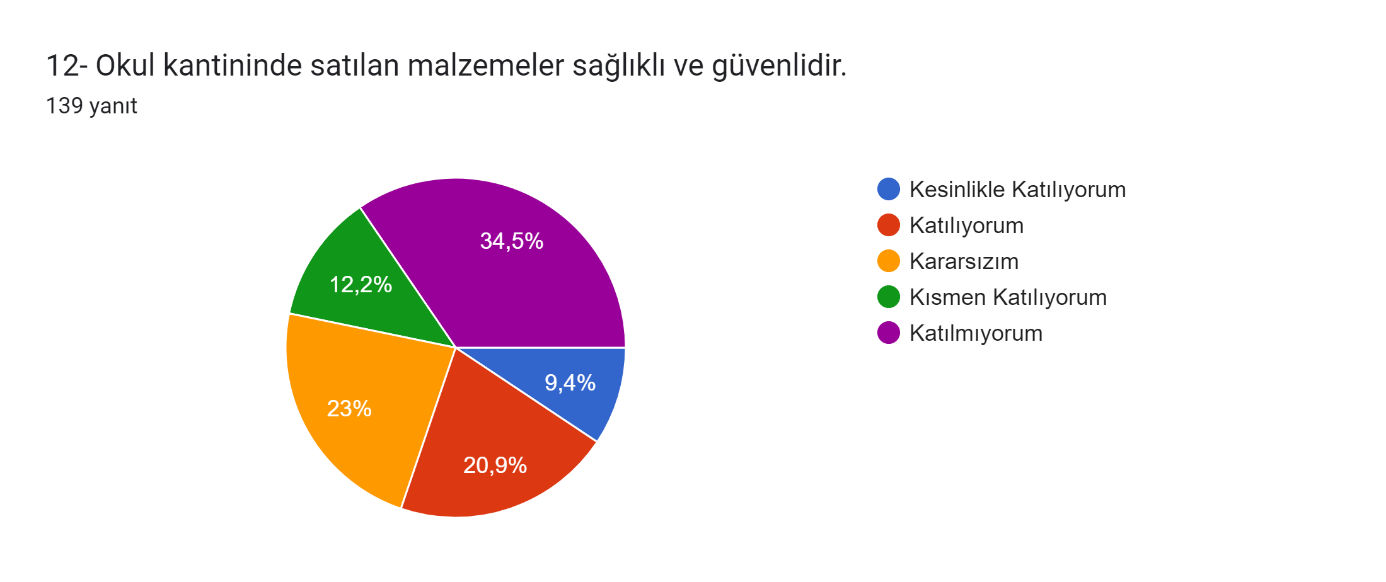 12- Okul kantininde satılan malzemeler sağlıklı ve güvenlidir.
139 yanıt
34,5%
12,2%
9,4%
23%
20,9%
Kesinlikle Katılıyorum
Katılıyorum
Kararsızım
Kısmen Katılıyorum
Katılmıyorum